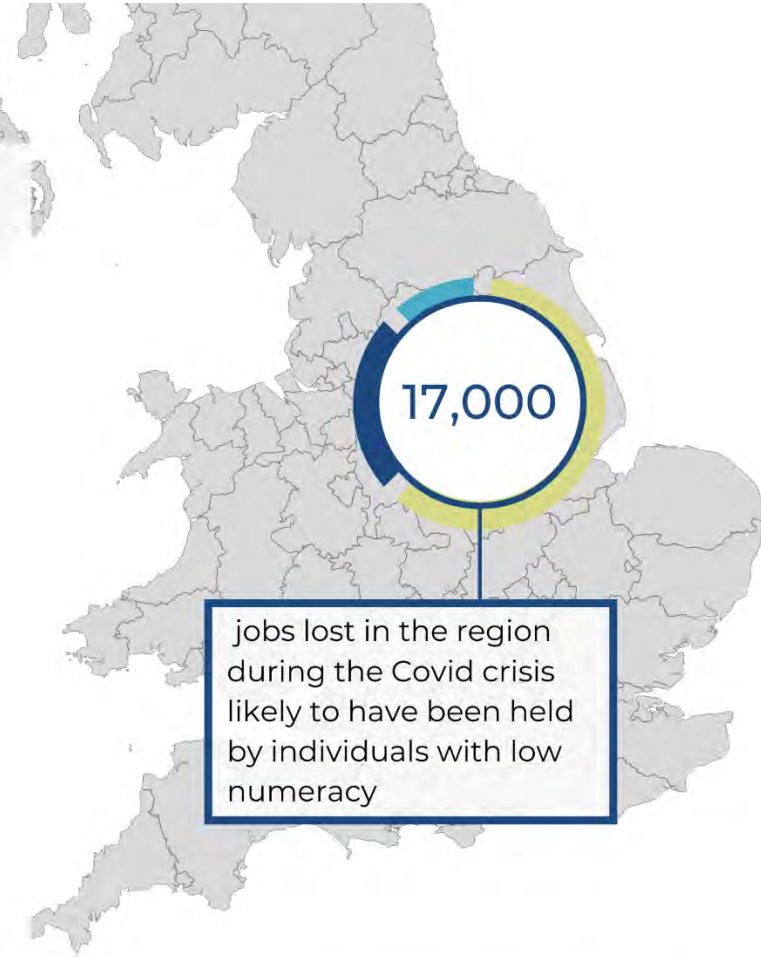 17,000
jobs lost in the region
during the Covid crisis
likely to have been held
by individuals with low
numeracy